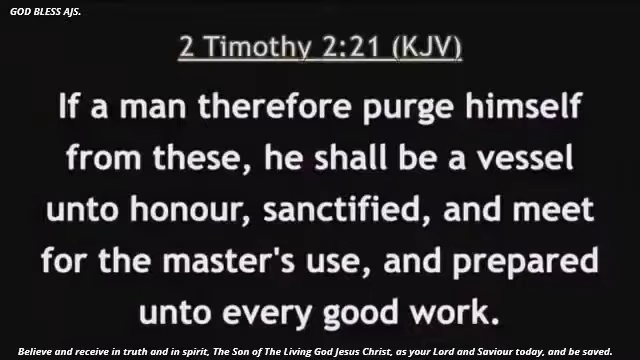 GOD BLESS AJS.
2 Timothy 2:21 (KJV)
If a man therefore purge himself
from these, he shall be a vessel
unto honour, sanctified, and meet
for the master's use, and prepared
unto every good work.
Believe and receive in truth and in spirit, The Son of The Living God Jesus Christ, as your Lord and Saviour today, and be saved.